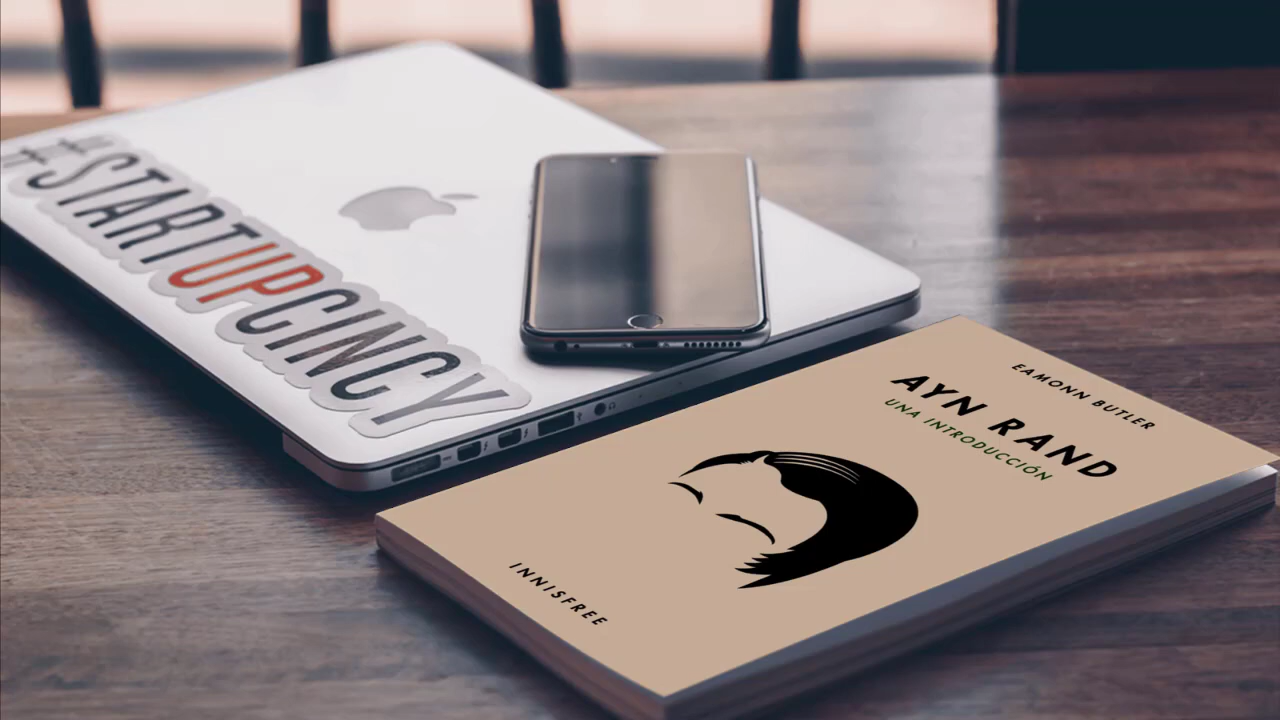 #STARTUPCINCY
EAMONN BUTLER
AYN RAND
UNA INTRODUCCIÓN
INNISFREE